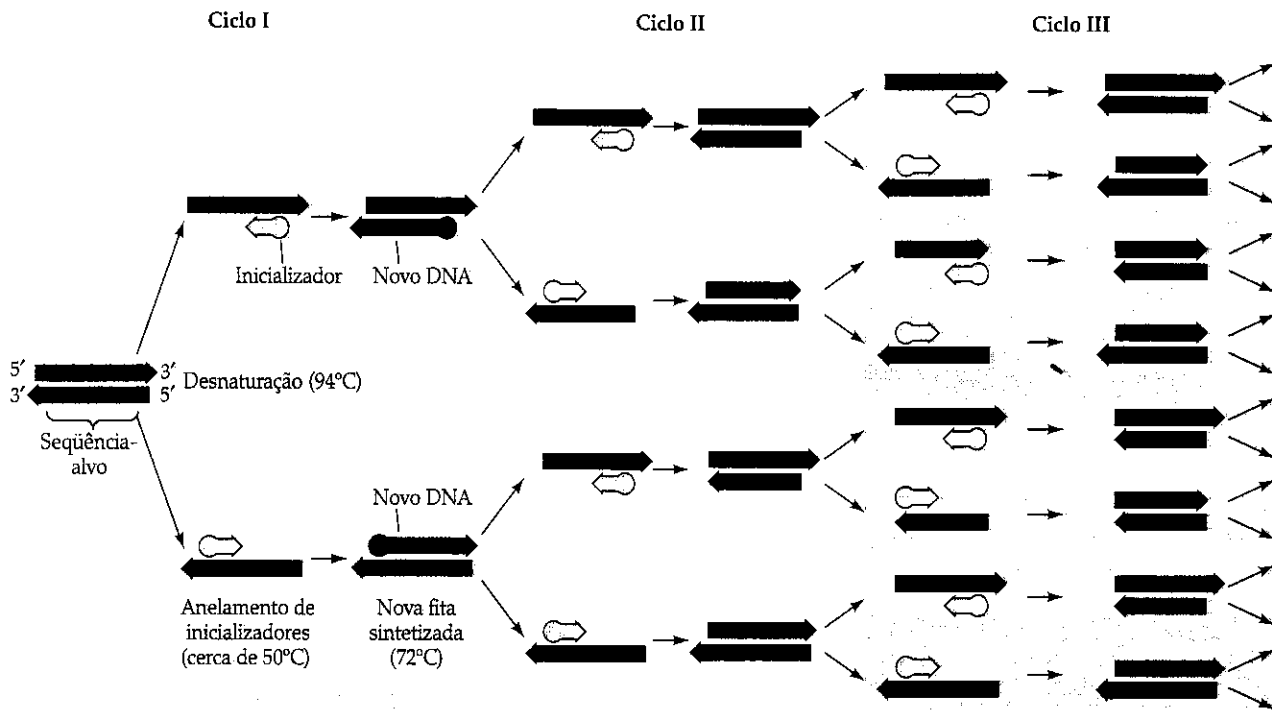 Ciclo I
Ciclo II
Ciclo III
Inicializador
Novo DNA
5′
3′
3′
5′
Desnaturação (94°C)
Seqüência-
alvo
Novo DNA
Anelamento de
inicializadores
(cerca de 50°C)
Nova fita
sintetizada
(72°C)